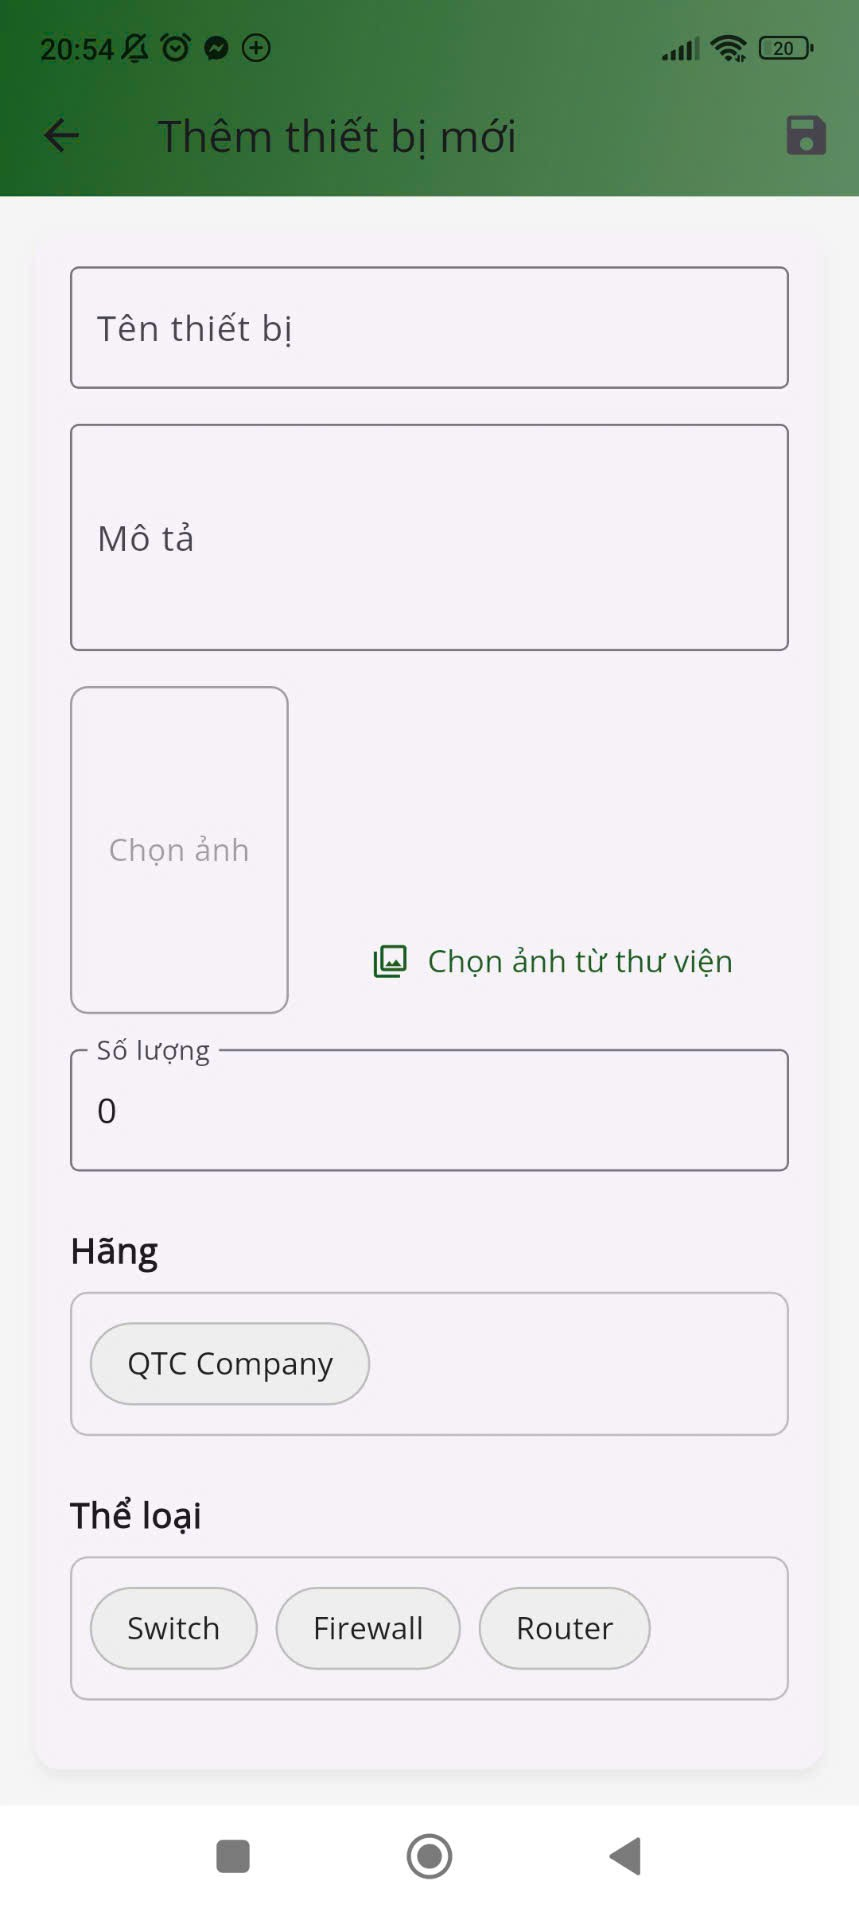 20:54
20
Thêm thiết bị mới
Tên thiết bị
Mô tả
Chọn ảnh
Chọn ảnh từ thư viện
Số lượng
0
Hãng
QTC Company
Thể loại
Switch Firewall Router